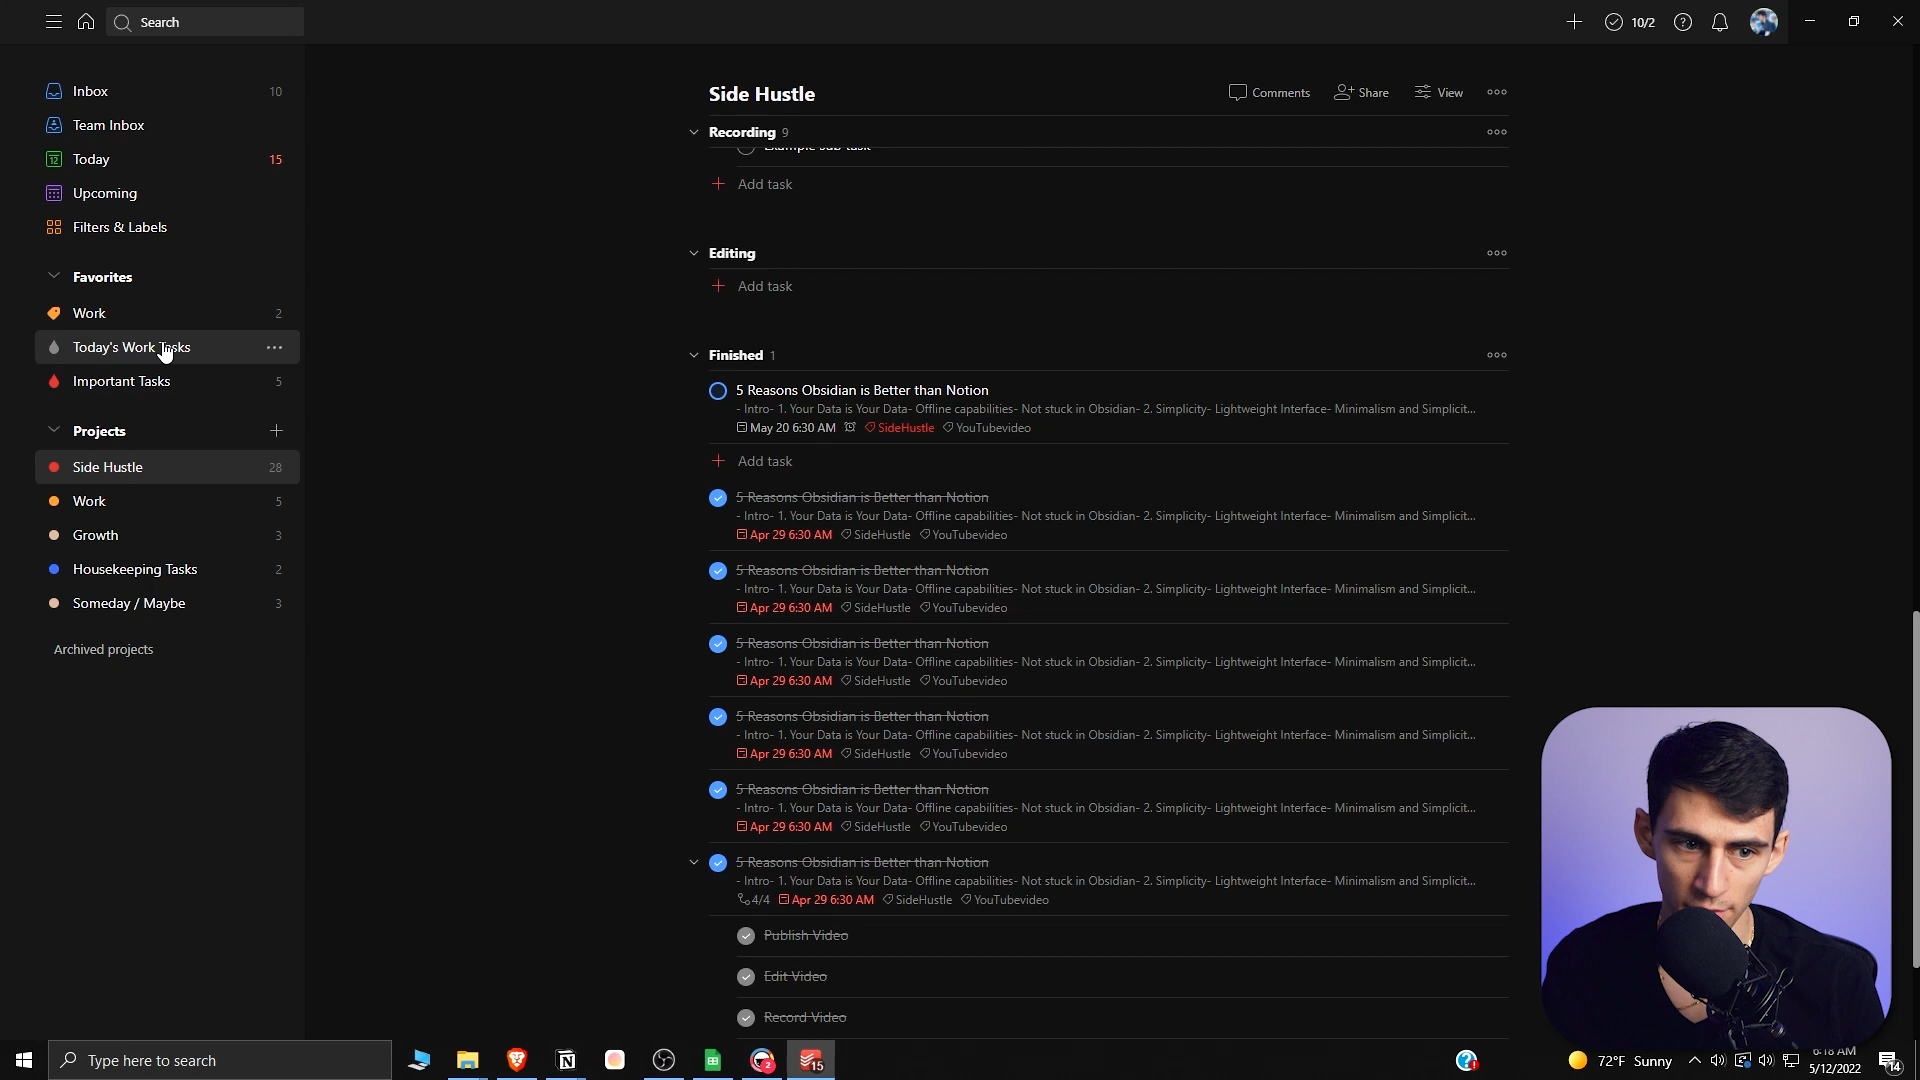 Search
10/2
Inbox 10
Team Inbox
12 Today 15
Upcoming
Filters & Labels
Favorites
Work 2
Today's Work Tasks
Important Tasks 5
Projects
Side Hustle 28
Work 5
Growth 3
Housekeeping Tasks 2
Someday / Maybe 3
Archived projects
Side Hustle
Comments Share View
Recording 9
Example sub-task
Add task
Editing
Add task
Finished 1
5 Reasons Obsidian is Better than Notion
- Intro- 1. Your Data is Your Data- Offline capabilities- Not stuck in Obsidian- 2. Simplicity- Lightweight Interface- Minimalism and Simplicit...
May 20 6:30 AM SideHustle YouTubevideo
Add task
5 Reasons Obsidian is Better than Notion
- Intro- 1. Your Data is Your Data- Offline capabilities- Not stuck in Obsidian- 2. Simplicity- Lightweight Interface- Minimalism and Simplicit...
Apr 29 6:30 AM SideHustle YouTubevideo
5 Reasons Obsidian is Better than Notion
- Intro- 1. Your Data is Your Data- Offline capabilities- Not stuck in Obsidian- 2. Simplicity- Lightweight Interface- Minimalism and Simplicit...
Apr 29 6:30 AM SideHustle YouTubevideo
5 Reasons Obsidian is Better than Notion
- Intro- 1. Your Data is Your Data- Offline capabilities- Not stuck in Obsidian- 2. Simplicity- Lightweight Interface- Minimalism and Simplicit...
Apr 29 6:30 AM SideHustle YouTubevideo
5 Reasons Obsidian is Better than Notion
- Intro- 1. Your Data is Your Data- Offline capabilities- Not stuck in Obsidian- 2. Simplicity- Lightweight Interface- Minimalism and Simplicit...
Apr 29 6:30 AM SideHustle YouTubevideo
5 Reasons Obsidian is Better than Notion
- Intro- 1. Your Data is Your Data- Offline capabilities- Not stuck in Obsidian- 2. Simplicity- Lightweight Interface- Minimalism and Simplicit...
Apr 29 6:30 AM SideHustle YouTubevideo
5 Reasons Obsidian is Better than Notion
- Intro- 1. Your Data is Your Data- Offline capabilities- Not stuck in Obsidian- 2. Simplicity- Lightweight Interface- Minimalism and Simplicit...
4/4 Apr 29 6:30 AM SideHustle YouTubevideo
Publish Video
Edit Video
Record Video
Type here to search
2
15
72°F Sunny
6:18 AM
5/12/2022
14